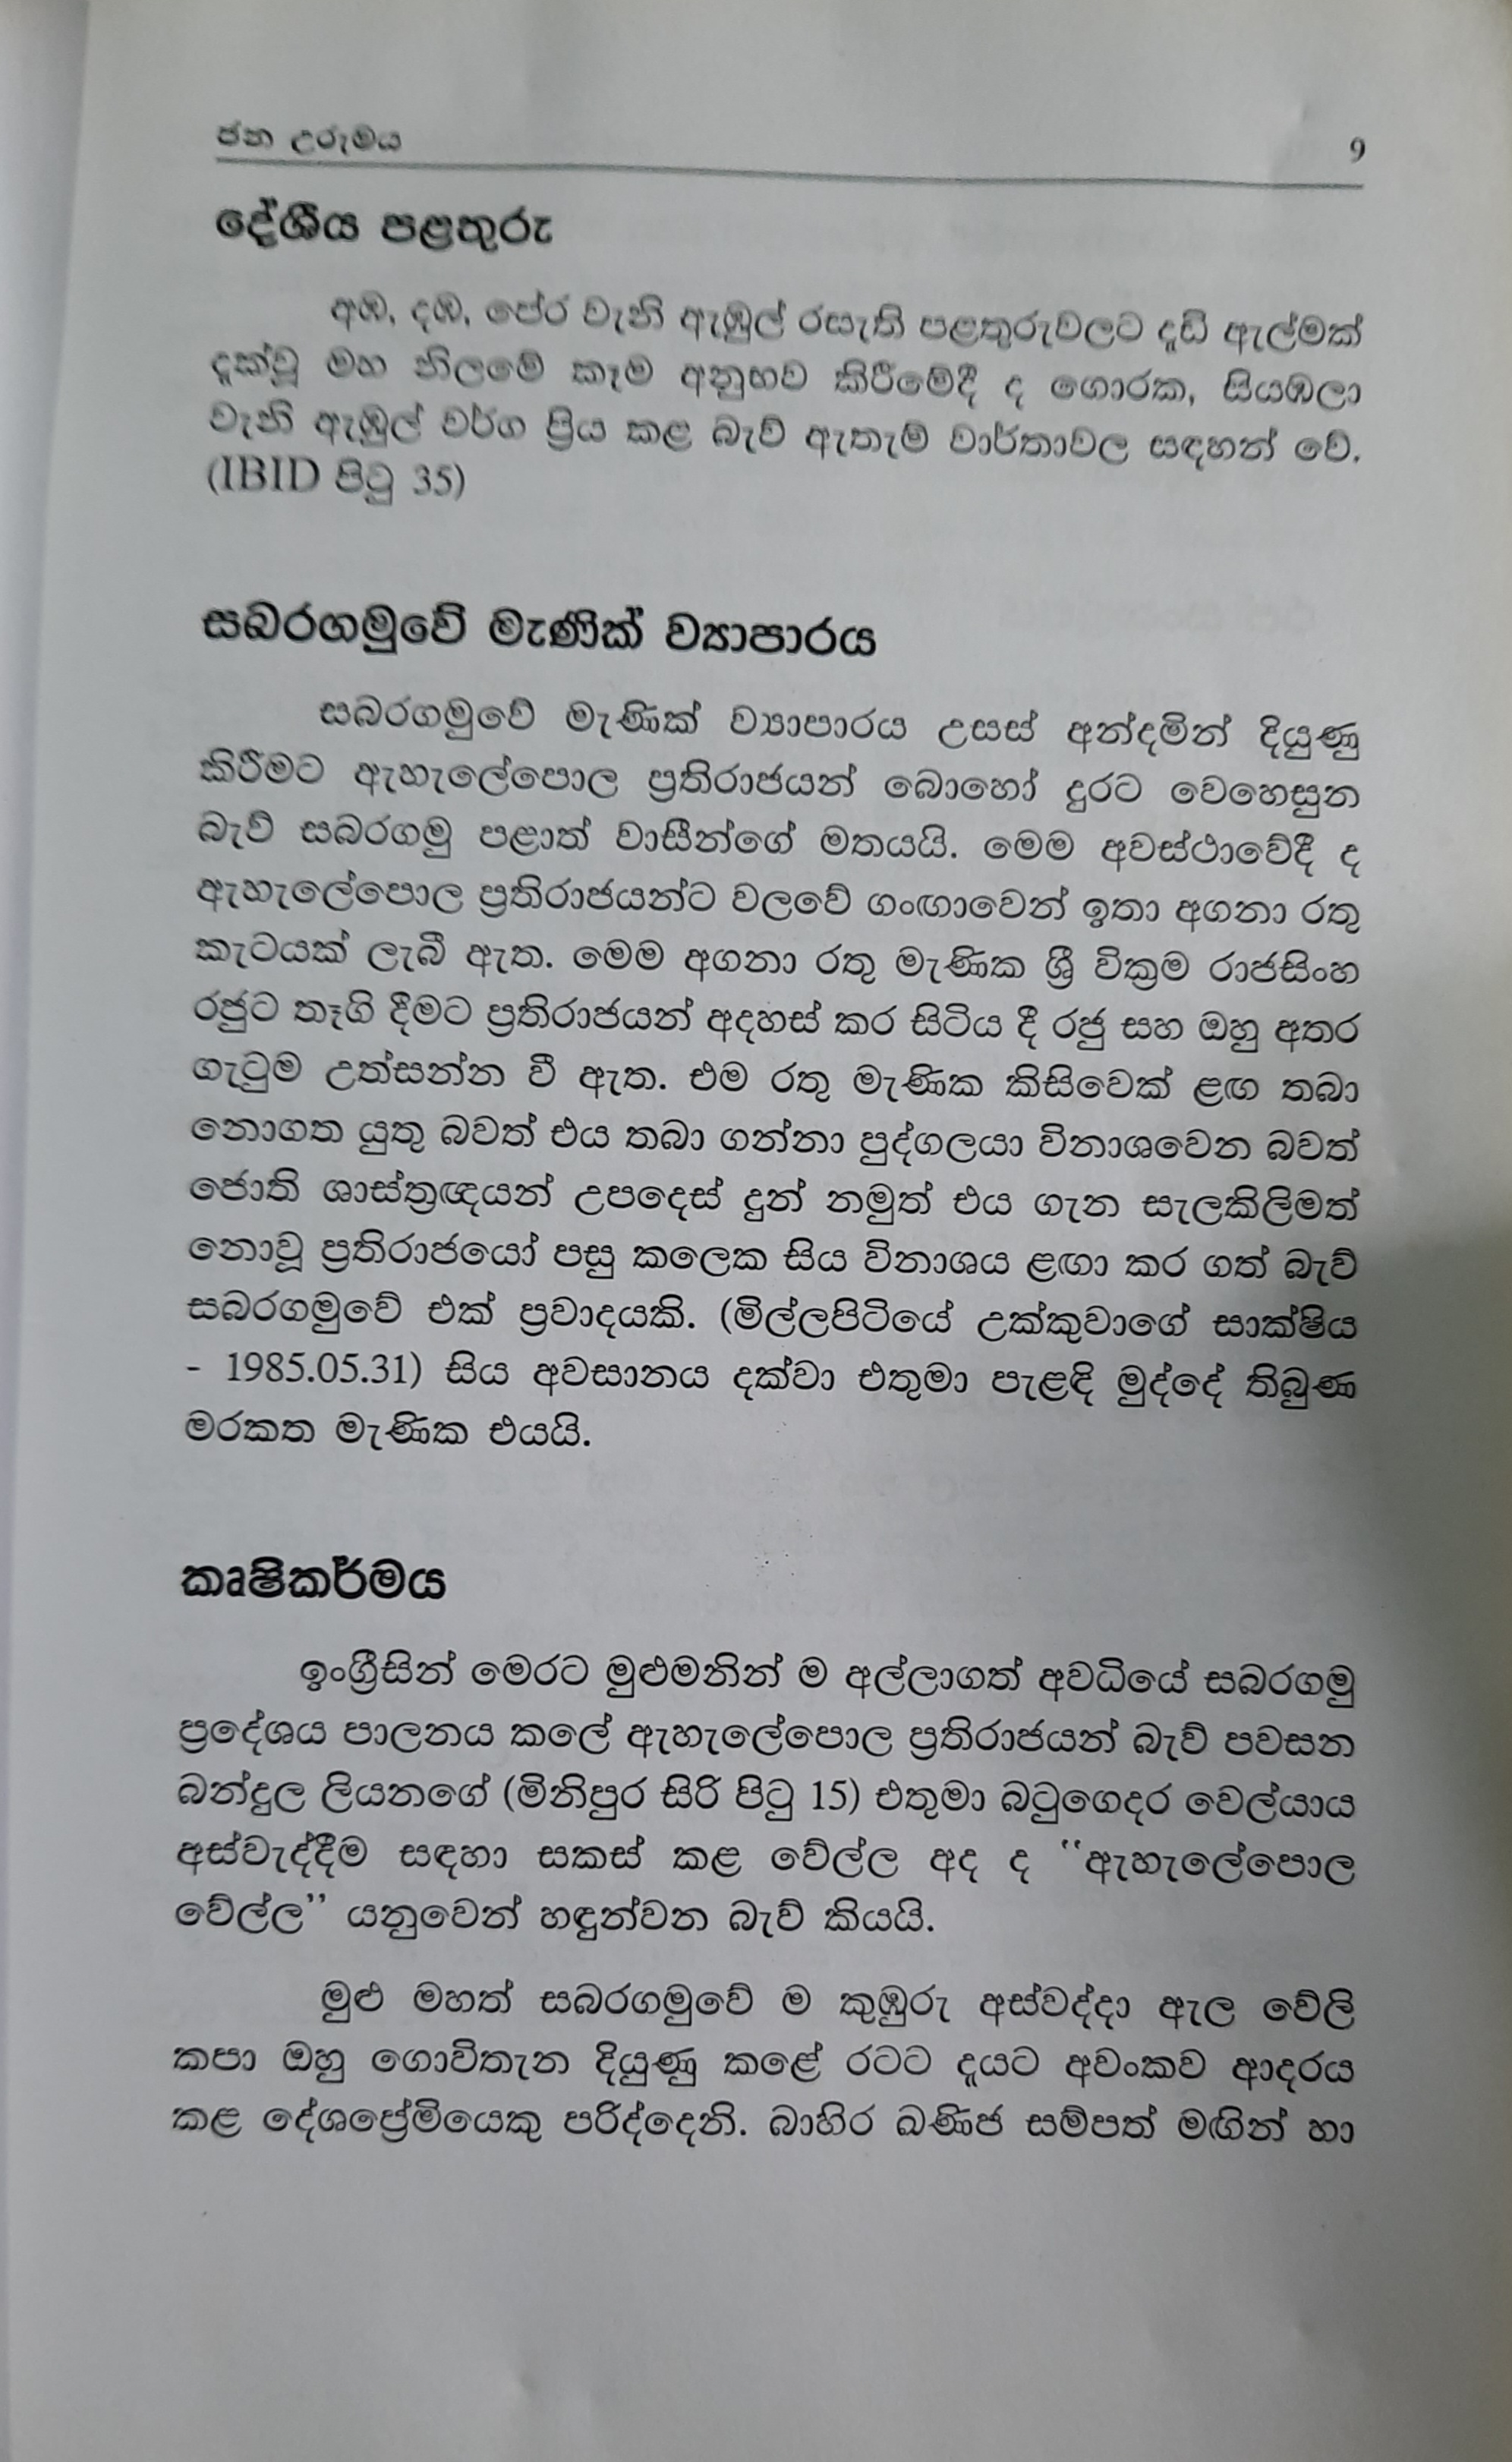 ජන උරුමය 9
දේශීය පළතුරු
අඹ, දඹ, පේර වැනි ඇඹුල් රසැති පළතුරුවලට දැඩි ඇල්මක්
දැක්වූ මහ නිලමේ කෑම අනුභව කිරීමේදී ද ගොරක, සියඹලා
වැනි ඇඹුල් වර්ග ප්‍රිය කළ බැව් ඇතැම් වාර්තාවල සඳහන් වේ.
(IBID පිටු 35)
සබරගමුවේ මැණික් ව්‍යාපාරය
සබරගමුවේ මැණික් ව්‍යාපාරය උසස් අන්දමින් දියුණු
කිරීමට ඇහැලේපොල ප්‍රතිරාජයන් බොහෝ දුරට වෙහෙසුන
බැව් සබරගමු පළාත් වාසීන්ගේ මතයයි. මෙම අවස්ථාවේදී ද
ඇහැලේපොල ප්‍රතිරාජයන්ට වලවේ ගංඟාවෙන් ඉතා අගනා රතු
කැටයක් ලැබී ඇත. මෙම අගනා රතු මැණික ශ්‍රී වික්‍රම රාජසිංහ
රජුට තෑගි දීමට ප්‍රතිරාජයන් අදහස් කර සිටිය දී රජු සහ ඔහු අතර
ගැටුම උත්සන්න වී ඇත. එම රතු මැණික කිසිවෙක් ළඟ තබා
නොගත යුතු බවත් එය තබා ගන්නා පුද්ගලයා විනාශවෙන බවත්
ජොති ශාස්ත්‍රඥයන් උපදෙස් දුන් නමුත් එය ගැන සැලකිලිමත්
නොවූ ප්‍රතිරාජයෝ පසු කලෙක සිය විනාශය ළඟා කර ගත් බැව්
සබරගමුවේ එක් ප්‍රවාදයකි. (මිල්ලපිටියේ උක්කුවාගේ සාක්ෂිය
- 1985.05.31) සිය අවසානය දක්වා එතුමා පැළඳි මුද්දේ තිබුණ
මරකත මැණික එයයි.
කෘෂිකර්මය
ඉංග්‍රීසින් මෙරට මුළුමනින් ම අල්ලාගත් අවධියේ සබරගමු
ප්‍රදේශය පාලනය කලේ ඇහැලේපොල ප්‍රතිරාජයන් බැව් පවසන
බන්දුල ලියනගේ (මිනිපුර සිරි පිටු 15) එතුමා බටුගෙදර වෙල්යාය
අස්වැද්දීම සඳහා සකස් කළ වේල්ල අද ද “ඇහැලේපොල
වේල්ල” යනුවෙන් හඳුන්වන බැව් කියයි.
මුළු මහත් සබරගමුවේ ම කුඹුරු අස්වද්දා ඇල වේලි
කපා ඔහු ගොවිතැන දියුණු කළේ රටට දැයට අවංකව ආදරය
කළ දේශප්‍රේමියෙකු පරිද්දෙනි. බාහිර ඛණිජ සම්පත් මඟින් හා